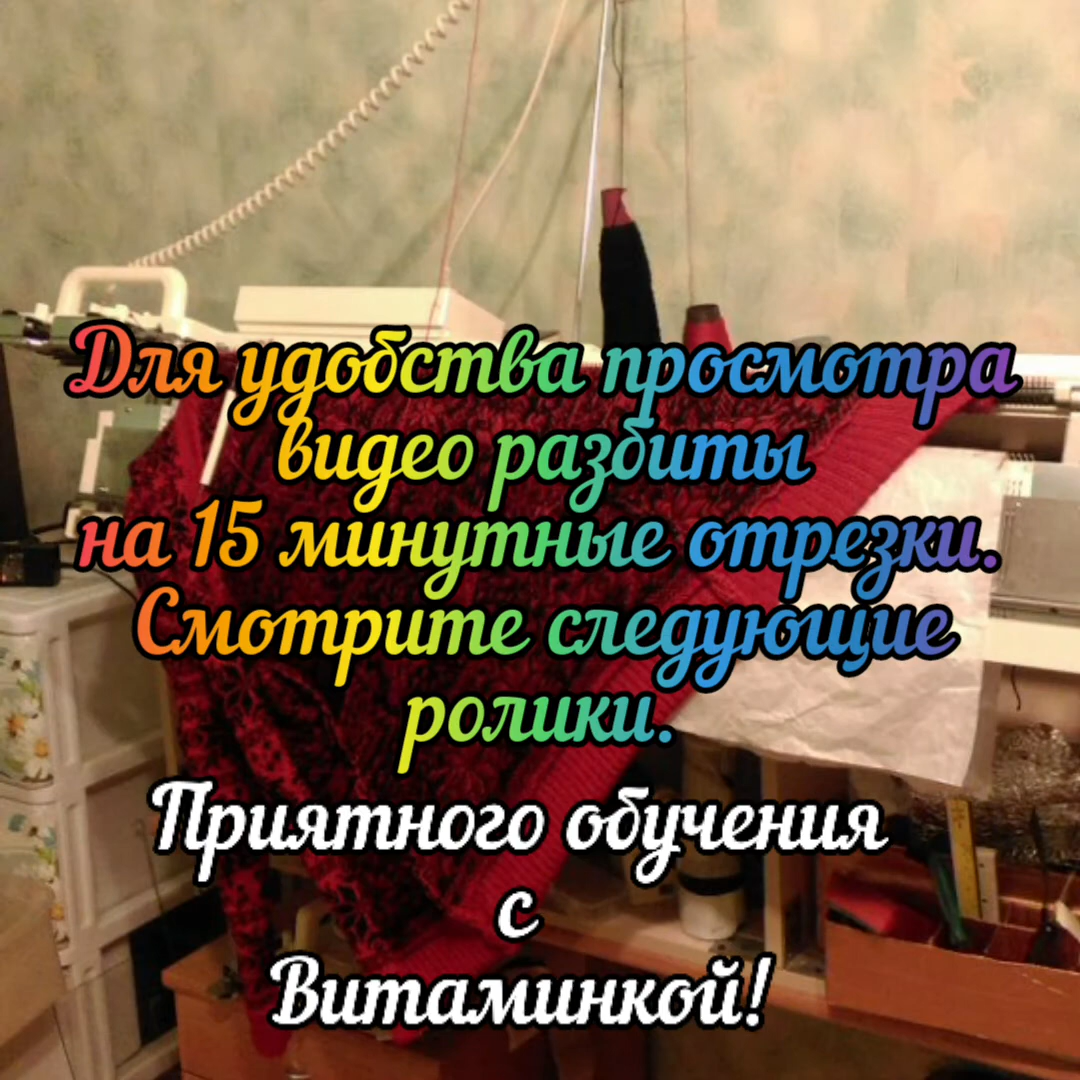 Для удобства просмотра
видео разбиты
на 15 минутные отрезки.
Смотрите следующие
ролики.
Приятного обучения
с
Витаминкой!